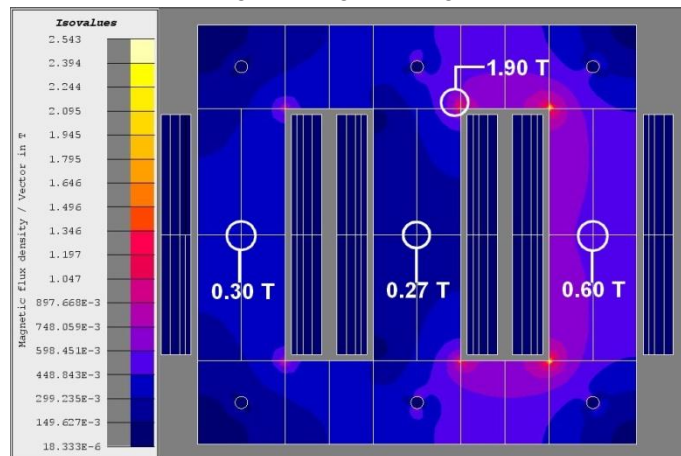 Isovalues
2.543
2.394
2.244
2.095
1.945
1.795
1.646
1.496
1.346
1.197
1.047
897.668E-3
748.059E-3
598.451E-3
448.843E-3
299.235E-3
149.627E-3
18.333E-6
Magnetic flux density / Vector in T
1.90 T
0.30 T
0.27 T
0.60 T